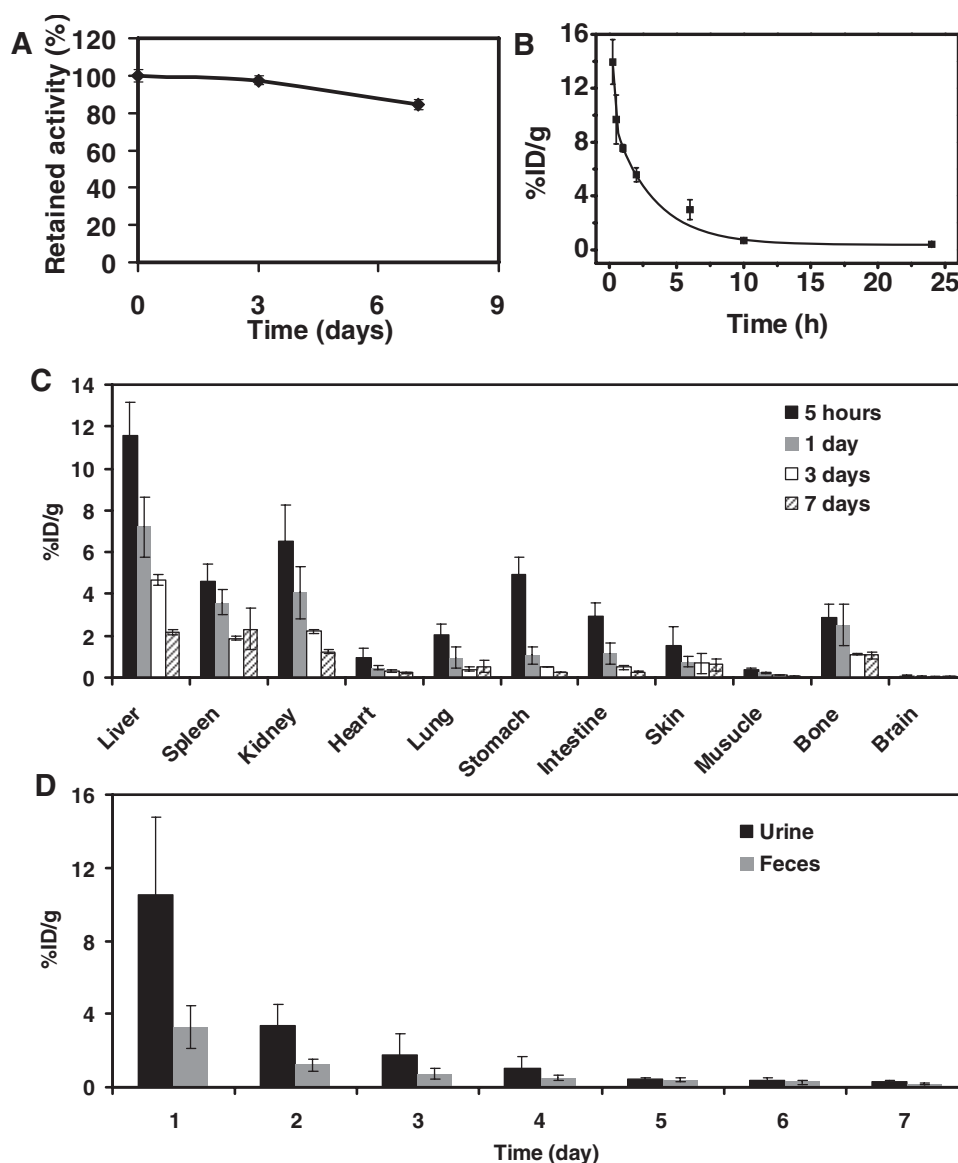 A
Retained activity (%)
120
100
80
60
40
20
0
0 3 6 9
Time (days)
B
%ID/g
16
12
8
4
0
0 5 10 15 20 25
Time (h)
C
%ID/g
14
12
10
8
6
4
2
0
5 hours
1 day
3 days
7 days
Liver Spleen Kidney Heart Lung Stomach Intestine Skin Musucle Bone Brain
D
%ID/g
16
12
8
4
0
Urine
Feces
1 2 3 4 5 6 7
Time (day)